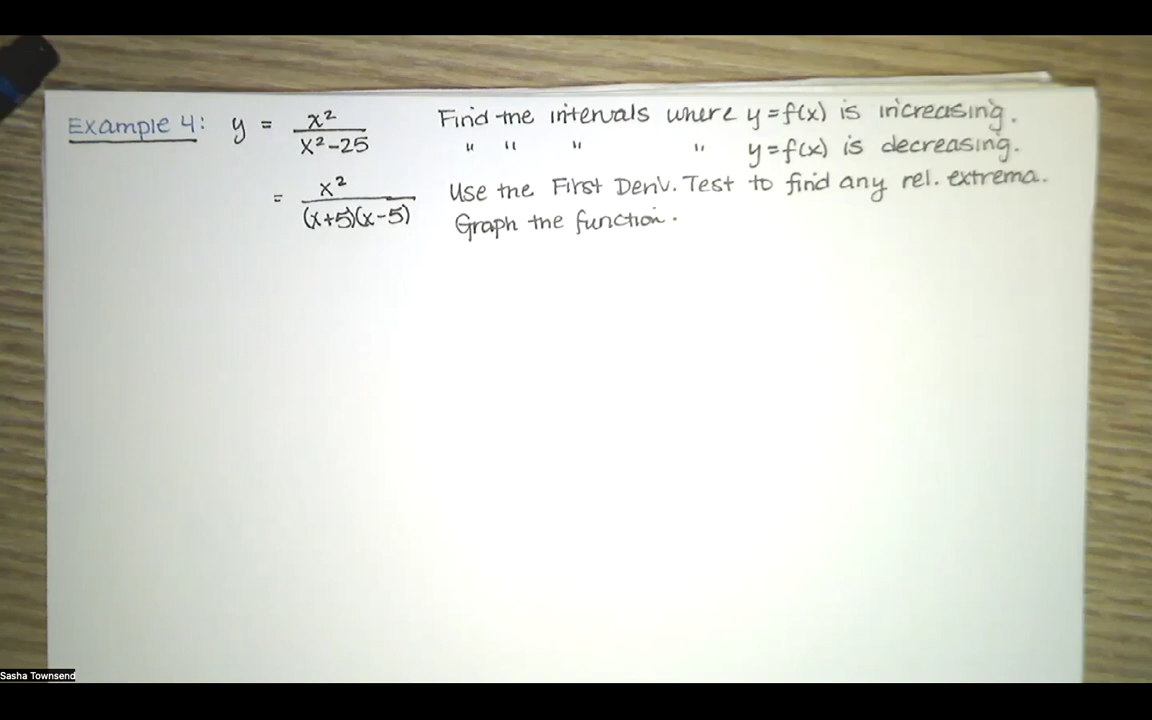 Example 4: y = x²/(x²-25) Find the intervals where y=f(x) is increasing.
" " " " y=f(x) is decreasing.
= x²/((x+5)(x-5)) Use the First Deriv. Test to find any rel. extrema.
Graph the function.
Sasha Townsend